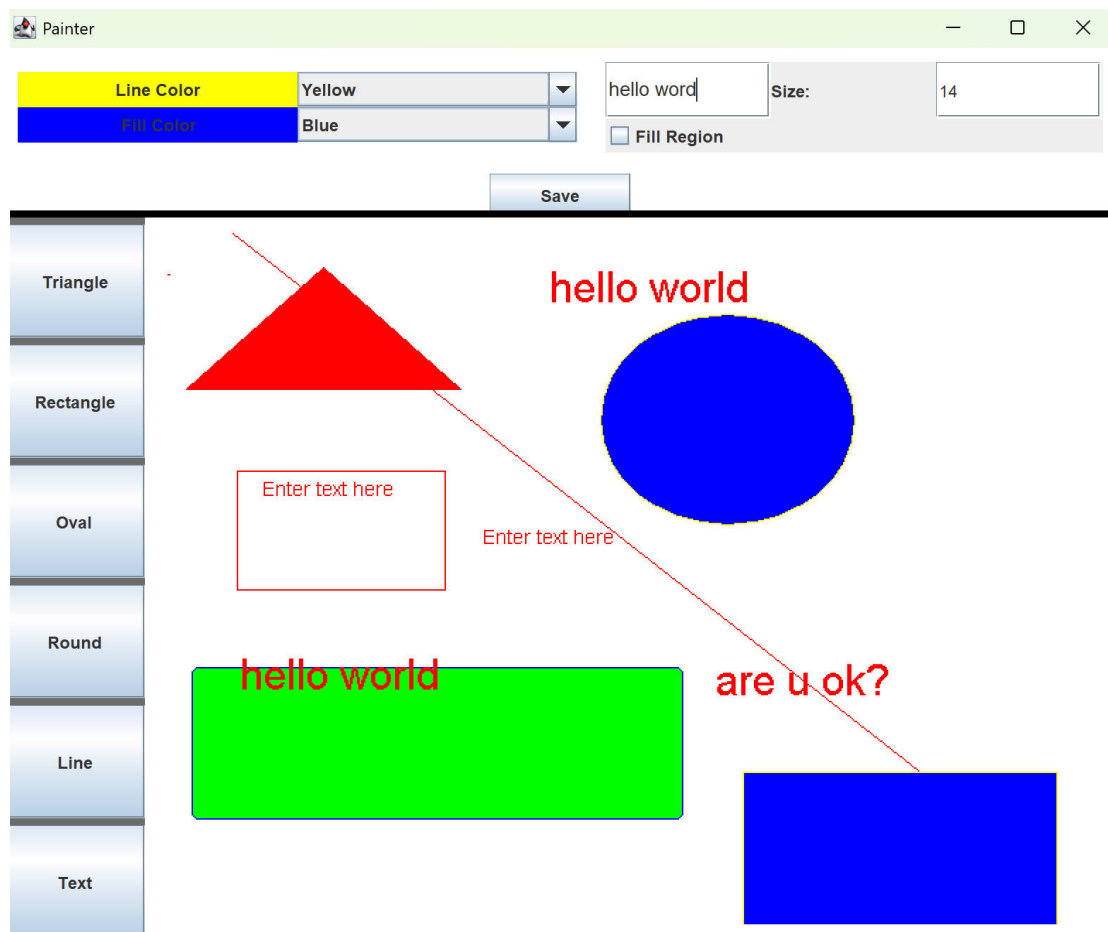 Painter
Line Color Yellow
hello word Size: 14
Fill Color Blue
Fill Region
Save
Triangle
hello world
Rectangle
Enter text here
Oval
Enter text here
Round
hello world
are u ok?
Line
Text